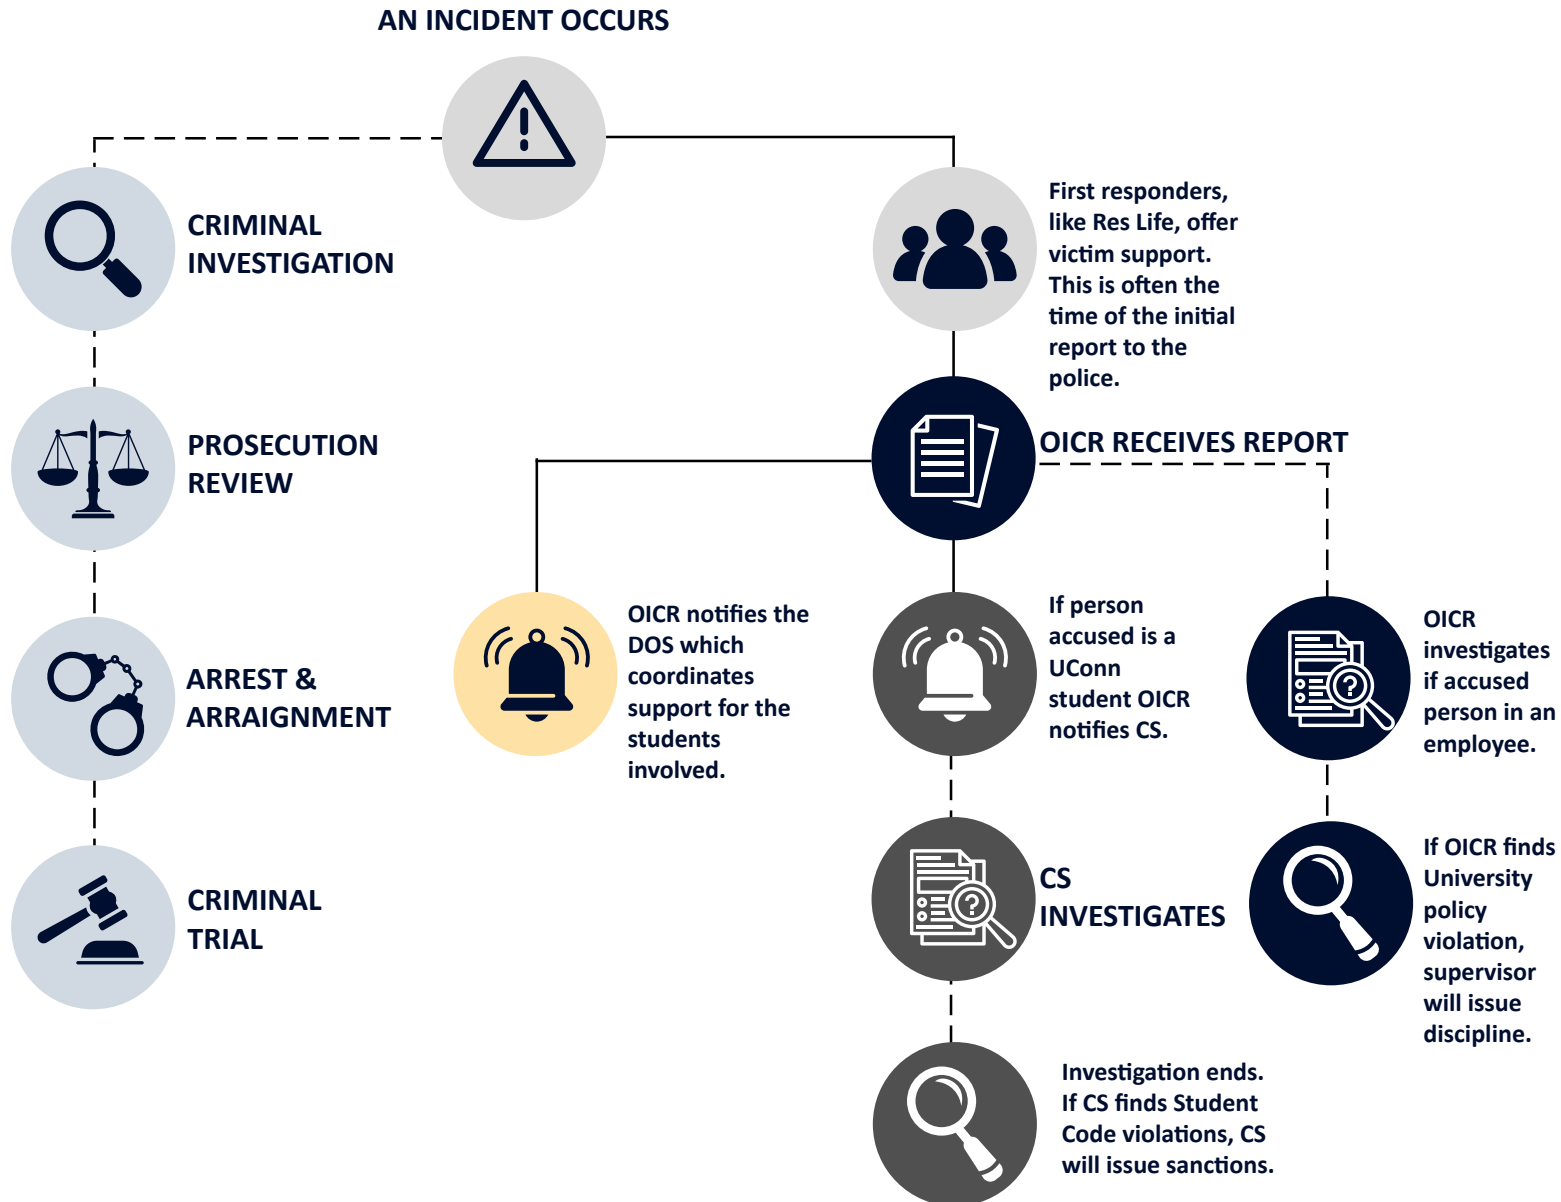 AN INCIDENT OCCURS
CRIMINAL
INVESTIGATION
PROSECUTION
REVIEW
ARREST &
ARRAIGNMENT
CRIMINAL
TRIAL
First responders,
like Res Life, offer
victim support.
This is often the
time of the initial
report to the
police.
OICR RECEIVES REPORT
OICR notifies the
DOS which
coordinates
support for the
students
involved.
If person
accused is a
UConn
student OICR
notifies CS.
CS
INVESTIGATES
Investigation ends.
If CS finds Student
Code violations, CS
will issue sanctions.
OICR
investigates
if accused
person in an
employee.
If OICR finds
University
policy
violation,
supervisor
will issue
discipline.